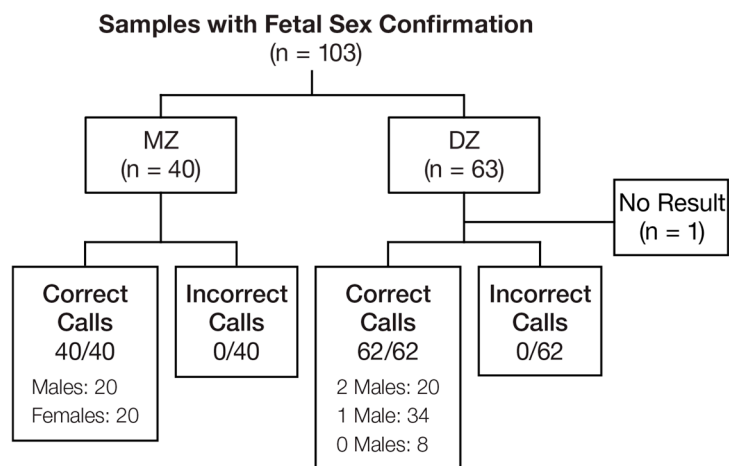 Samples with Fetal Sex Confirmation
(n = 103)
MZ
(n = 40)
DZ
(n = 63)
No Result
(n = 1)
Correct
Calls
40/40
Males: 20
Females: 20
Incorrect
Calls
0/40
Correct
Calls
62/62
2 Males: 20
1 Male: 34
0 Males: 8
Incorrect
Calls
0/62